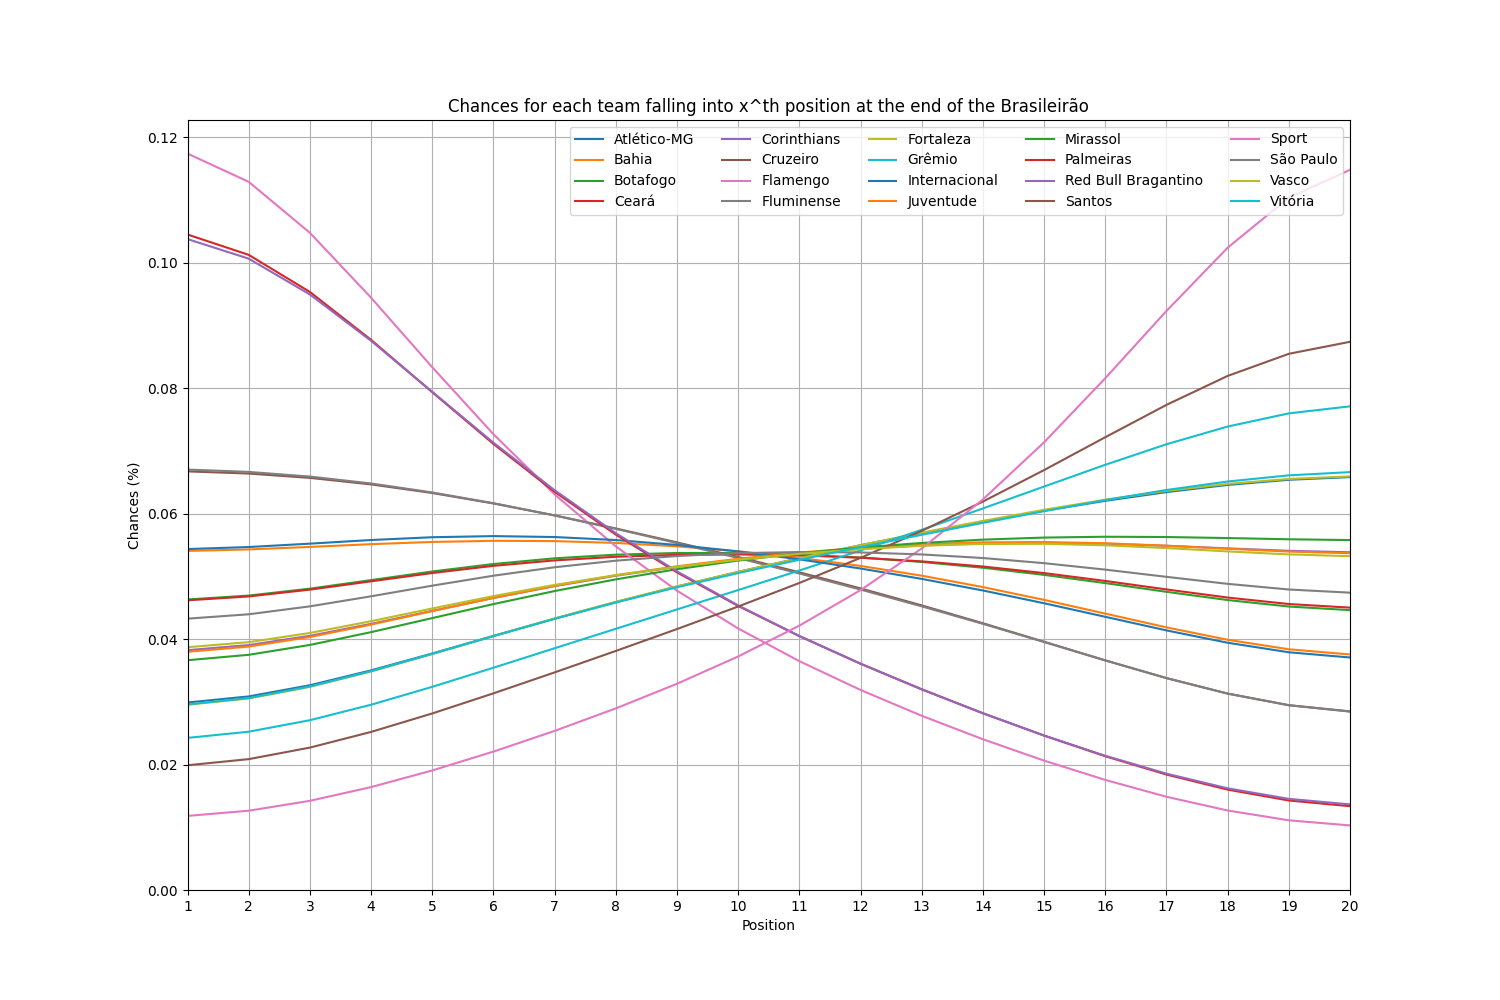 Chances for each team falling into x^th position at the end of the Brasileirão
Atlético-MG
Bahia
Botafogo
Ceará
Corinthians
Cruzeiro
Flamengo
Fluminense
Fortaleza
Grêmio
Internacional
Juventude
Mirassol
Palmeiras
Red Bull Bragantino
Santos
Sport
São Paulo
Vasco
Vitória
Chances (%)
0.12
0.10
0.08
0.06
0.04
0.02
0.00
1 2 3 4 5 6 7 8 9 10 11 12 13 14 15 16 17 18 19 20
Position